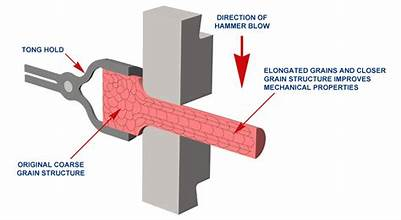 DIRECTION OF
HAMMER BLOW
TONG HOLD
ELONGATED GRAINS AND CLOSER
GRAIN STRUCTURE IMPROVES
MECHANICAL PROPERTIES
ORIGINAL COARSE
GRAIN STRUCTURE